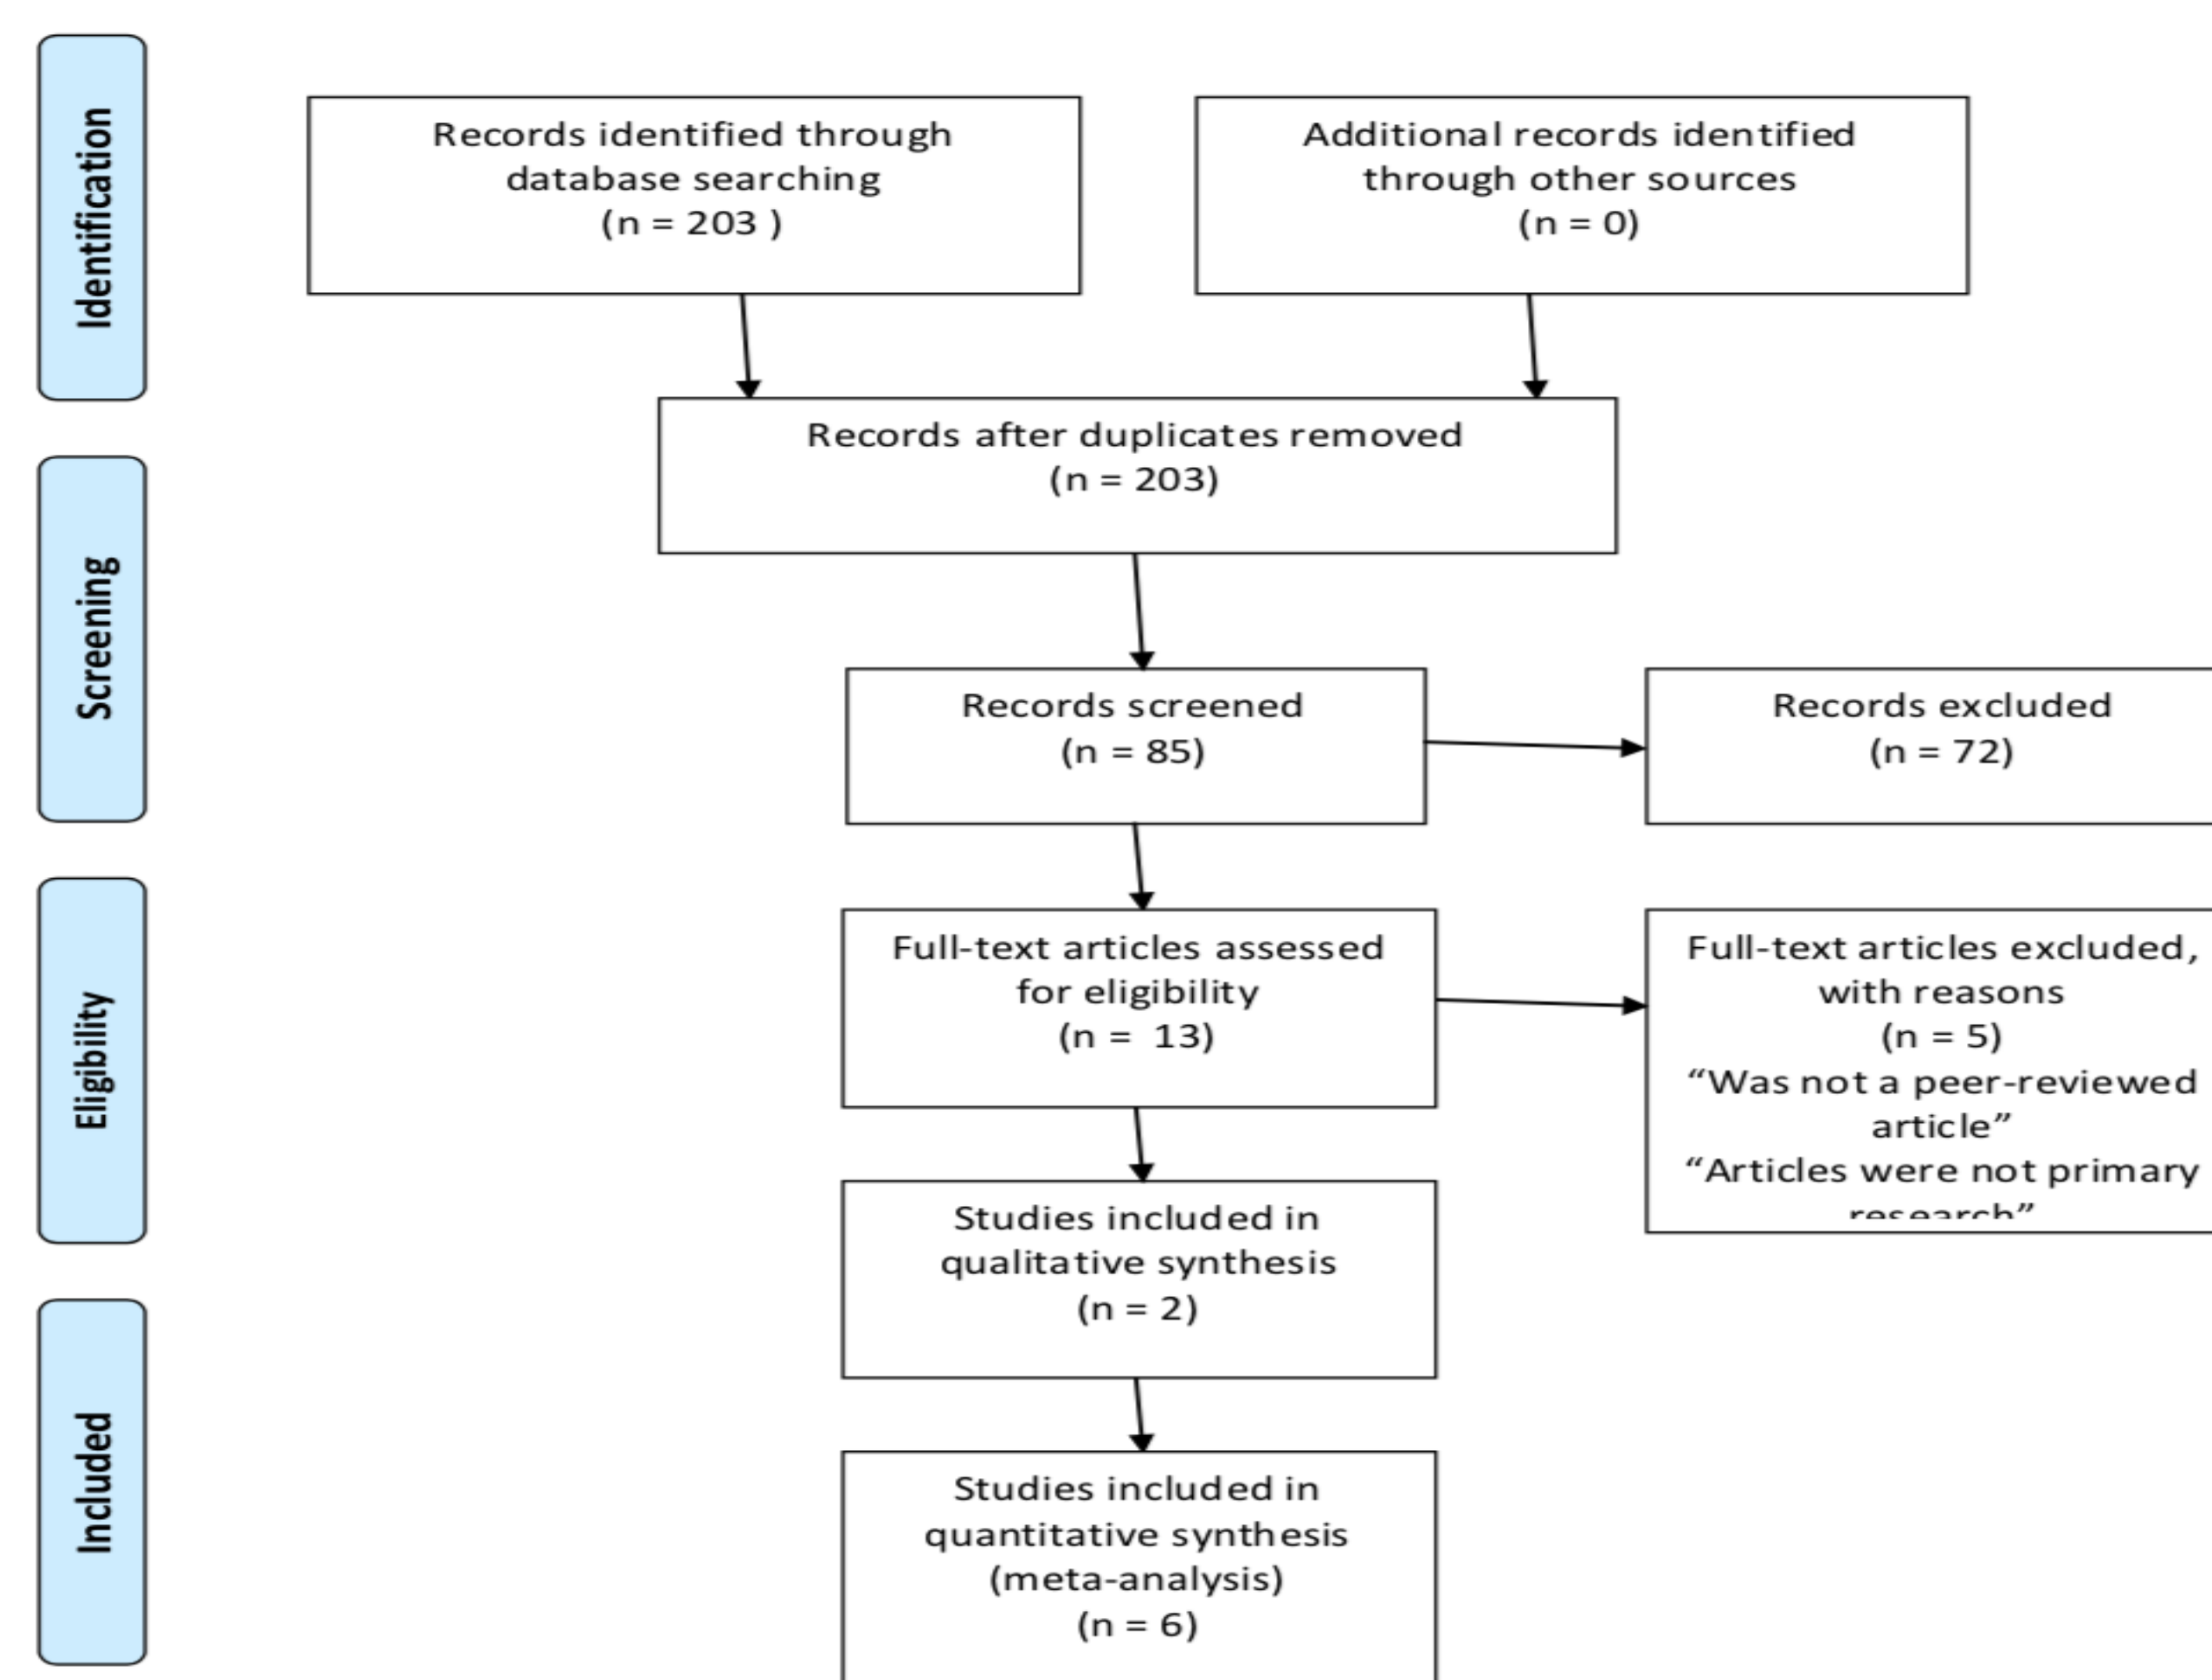 Identification
Records identified through
database searching
(n = 203 )
Additional records identified
through other sources
(n = 0)
Records after duplicates removed
(n = 203)
Screening
Records screened
(n = 85)
Records excluded
(n = 72)
Eligibility
Full-text articles assessed
for eligibility
(n =  13)
Full-text articles excluded,
with reasons
(n = 5)
“Was not a peer-reviewed
article”
“Articles were not primary
research”
Studies included in
qualitative synthesis
(n = 2)
Included
Studies included in
quantitative synthesis
(meta-analysis)
(n = 6)